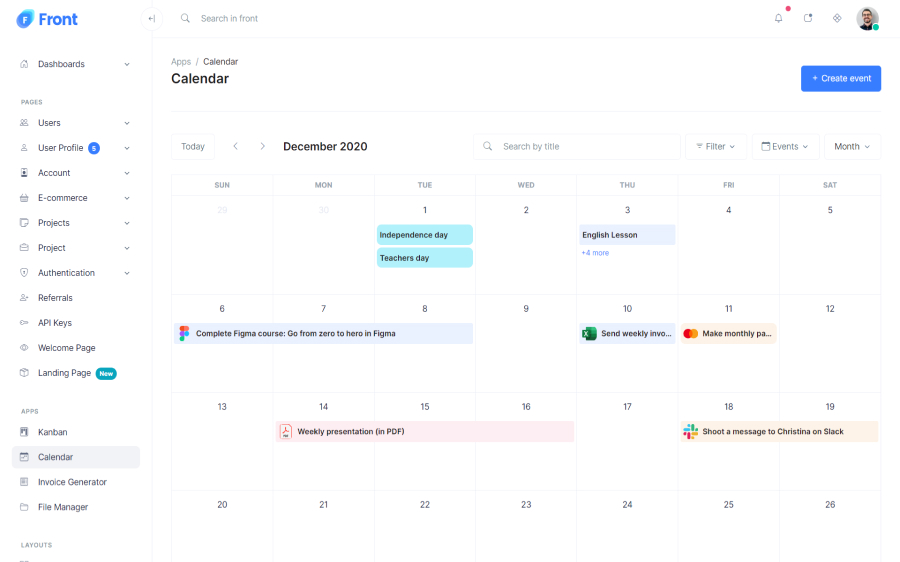 Front
Search in front
Dashboards
PAGES
Users
User Profile 5
Account
E-commerce
Projects
Project
Authentication
Referrals
API Keys
Welcome Page
Landing Page New
APPS
Kanban
Calendar
Invoice Generator
File Manager
LAYOUTS
Apps / Calendar
Calendar
+ Create event
Today
December 2020
Search by title
Filter
Events
Month
SUN MON TUE WED THU FRI SAT
29 30 1 2 3 4 5
Independence day
English Lesson
Teachers day
+4 more
6 7 8 9 10 11 12
Complete Figma course: Go from zero to hero in Figma
Send weekly invo...
Make monthly pa...
13 14 15 16 17 18 19
Weekly presentation (in PDF)
Shoot a message to Christina on Slack
20 21 22 23 24 25 26